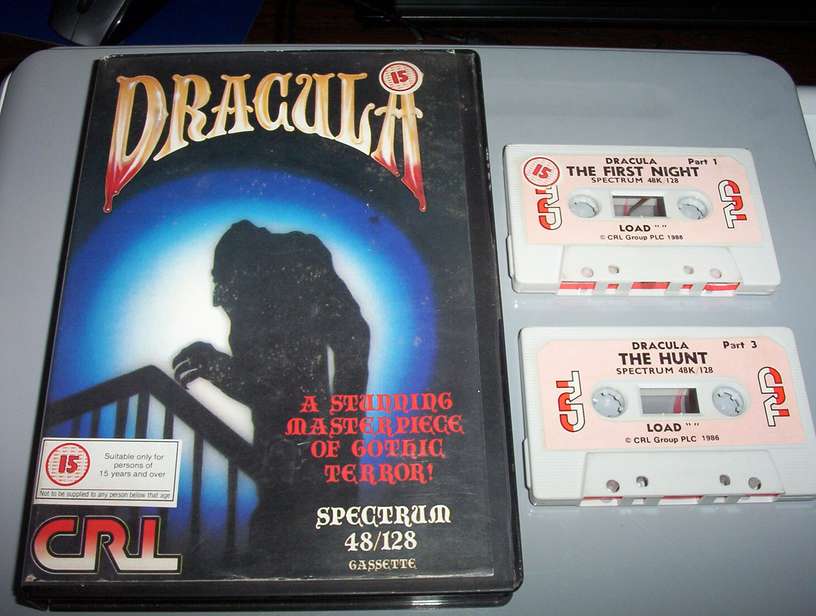 DRACULA
15
A STUNNING
MASTERPIECE
OF GOTHIC
TERROR!
15
Suitable only for
persons of
15 years and over
Not to be supplied to any person below that age
CRL
SPECTRUM
48/128
CASSETTE
15
DRACULA Part 1
THE FIRST NIGHT
SPECTRUM 48K/128
CRL
CRL
LOAD ""
© CRL Group PLC 1986
DRACULA Part 3
THE HUNT
SPECTRUM 48K/128
CRL
CRL
LOAD ""
© CRL Group PLC 1986